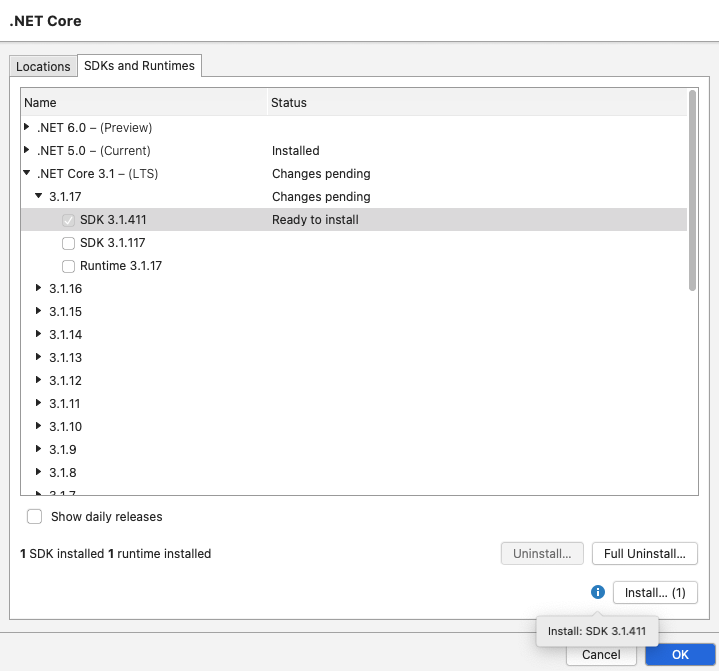 .NET Core
Locations
SDKs and Runtimes
Name Status
.NET 6.0 – (Preview)
.NET 5.0 – (Current) Installed
.NET Core 3.1 – (LTS) Changes pending
3.1.17 Changes pending
SDK 3.1.411 Ready to install
SDK 3.1.117
Runtime 3.1.17
3.1.16
3.1.15
3.1.14
3.1.13
3.1.12
3.1.11
3.1.10
3.1.9
3.1.8
3.1.7
Show daily releases
1 SDK installed 1 runtime installed
Uninstall...
Full Uninstall...
i
Install... (1)
Install: SDK 3.1.411
Cancel
OK